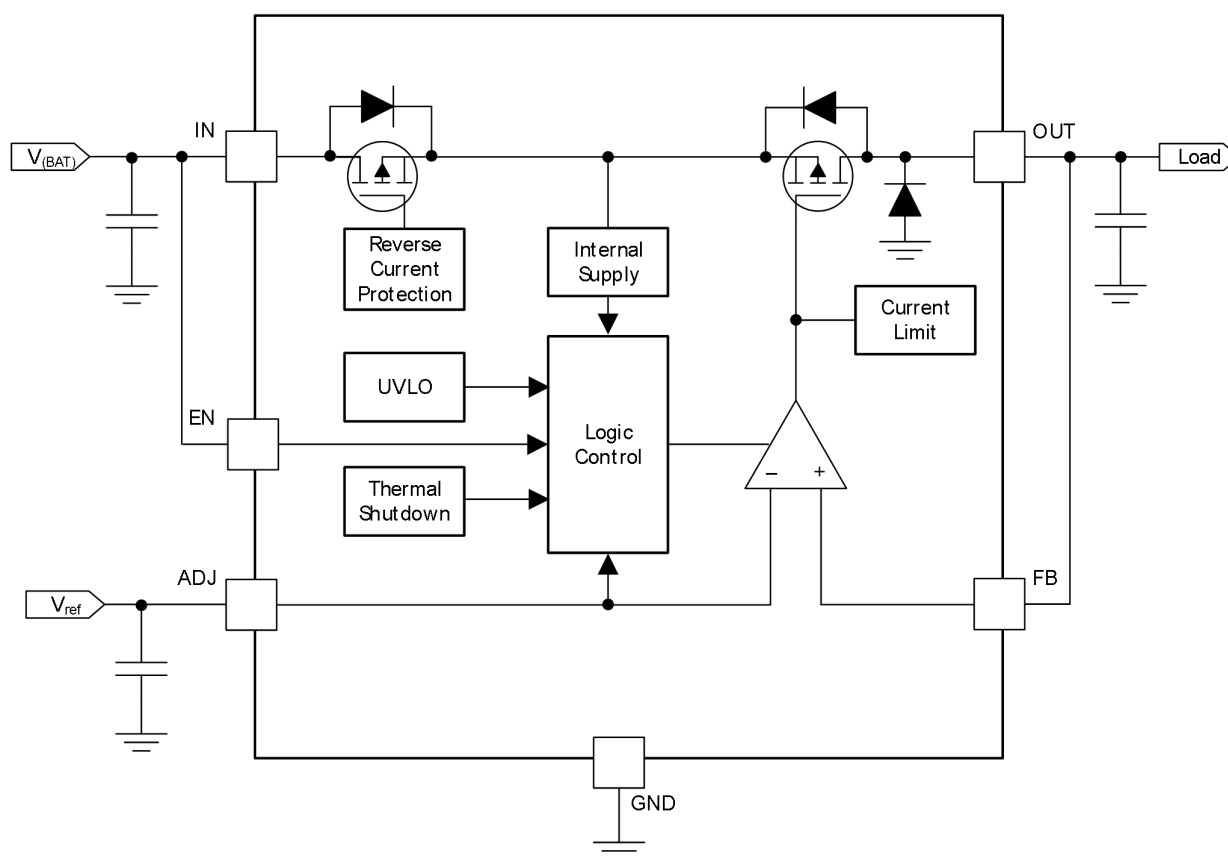 IN
OUT
V(BAT)
Load
Reverse
Current
Protection
Internal
Supply
Current
Limit
UVLO
EN
Logic
Control
− +
Thermal
Shutdown
ADJ
FB
Vref
GND